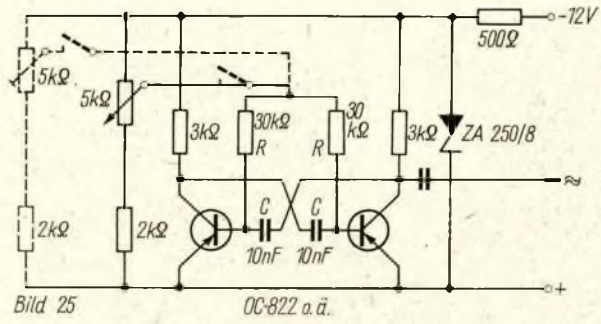 -12V
500Ω
5kΩ
5kΩ
3kΩ
30kΩ
R
30
kΩ
R
3kΩ
ZA 250/8
≈
C
C
2kΩ
2kΩ
10nF
10nF
+
Bild 25
OC-822 o.ä.